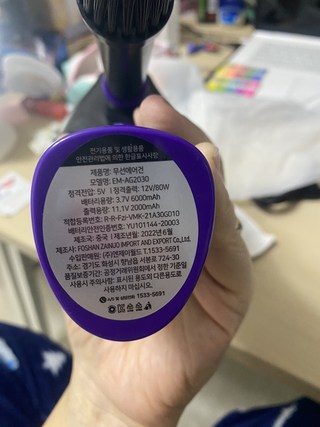 전기용품 및 생활용품
안전관리법에 의한 한글표시사항
제품명: 무선에어건
모델명: EM-AG2030
정격전압: 5V | 정격출력: 12V/80W
배터리용량: 3.7V 6000mAh
출력용량: 11.1V 2000mAh
적합등록번호: R-R-Fzi-VMK-21A30G010
배터리안전인증번호: YU101144-20003
제조국: 중국 | 제조년월: 2022년 6월
제조사: FOSHAN ZANUO IMPORT AND EXPORT Co.,Ltd.
수입판매원: (주)엔제이월드 T.1533-5691
주소: 경기도 화성시 향남읍 서봉로 724-30
품질보증기간: 공정거래위원회에서 정한 기준일
사용시 주의사항: 표시된 용도외 다른용도로
사용하지 마십시오.
1533-5691